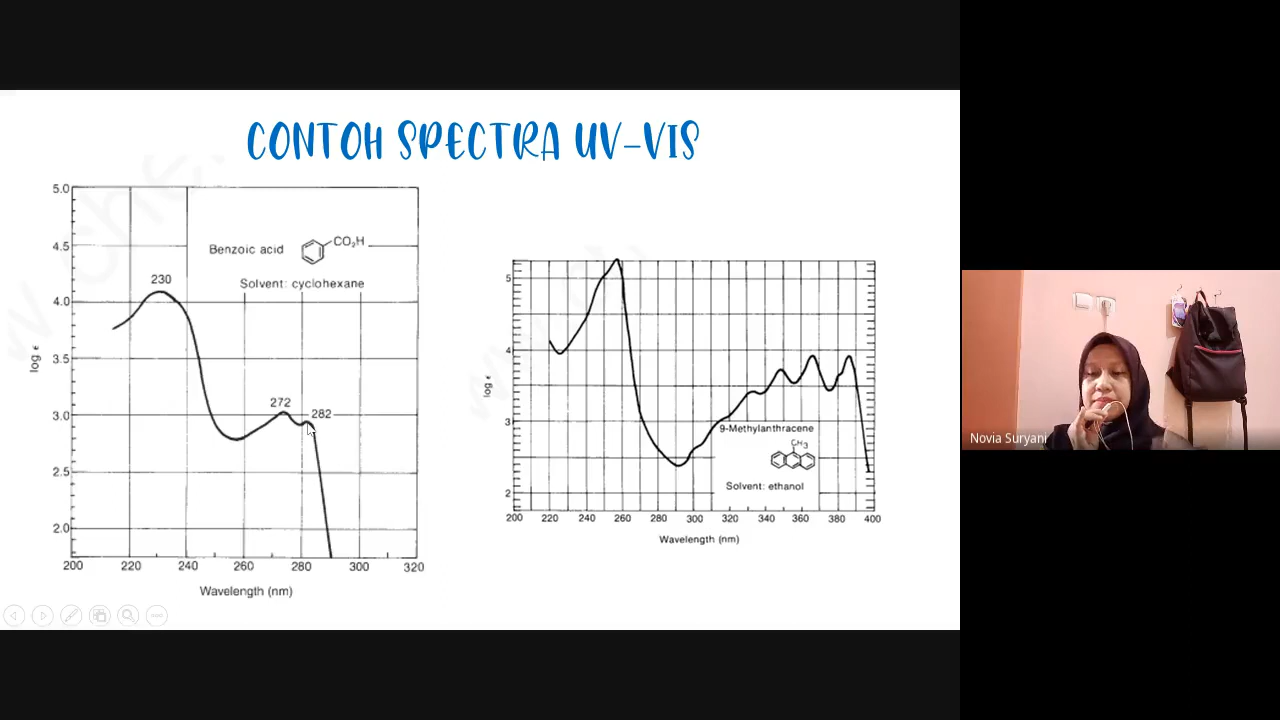 CONTOH SPECTRA UV-VIS
5.0
4.5
4.0
3.5
3.0
2.5
2.0
log ε
230
272
282
Benzoic acid
CO₂H
Solvent: cyclohexane
200 220 240 260 280 300 320
Wavelength (nm)
5
4
3
2
log ε
9-Methylanthracene
CH₃
Solvent: ethanol
200 220 240 260 280 300 320 340 360 380 400
Wavelength (nm)
Novia Suryani